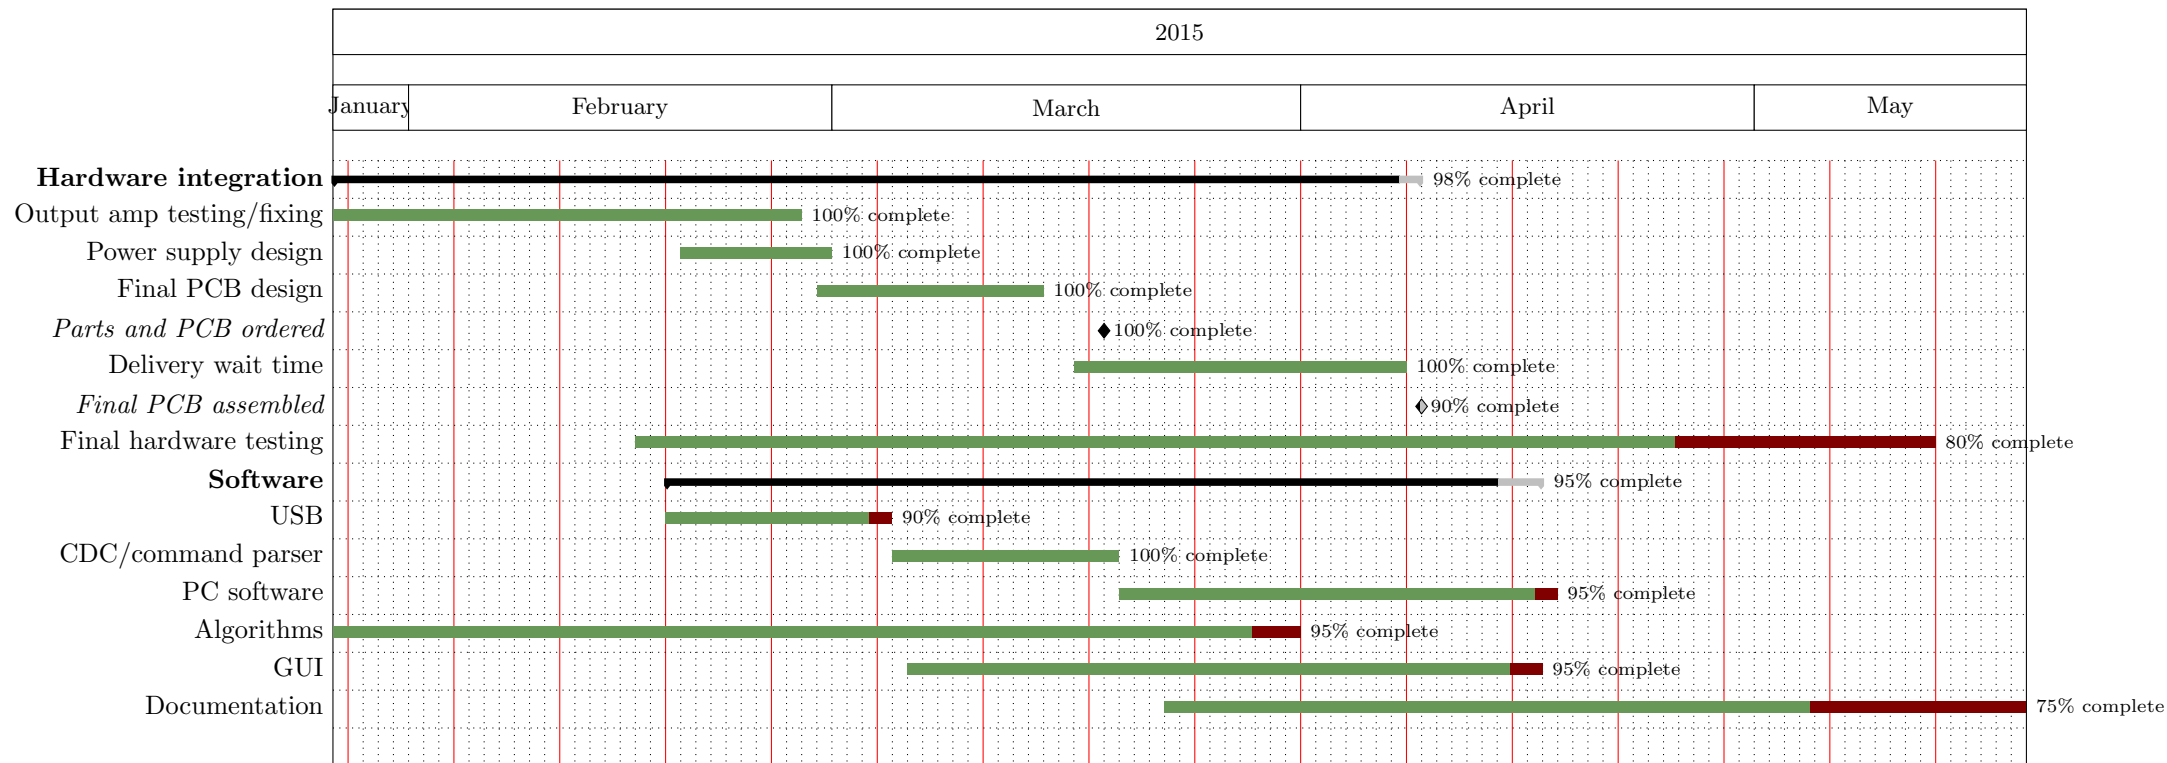 2015
January February March April May
Hardware integration 98% complete
Output amp testing/fixing 100% complete
Power supply design 100% complete
Final PCB design 100% complete
Parts and PCB ordered 100% complete
Delivery wait time 100% complete
Final PCB assembled 90% complete
Final hardware testing 80% complete
Software 95% complete
USB 90% complete
CDC/command parser 100% complete
PC software 95% complete
Algorithms 95% complete
GUI 95% complete
Documentation 75% complete